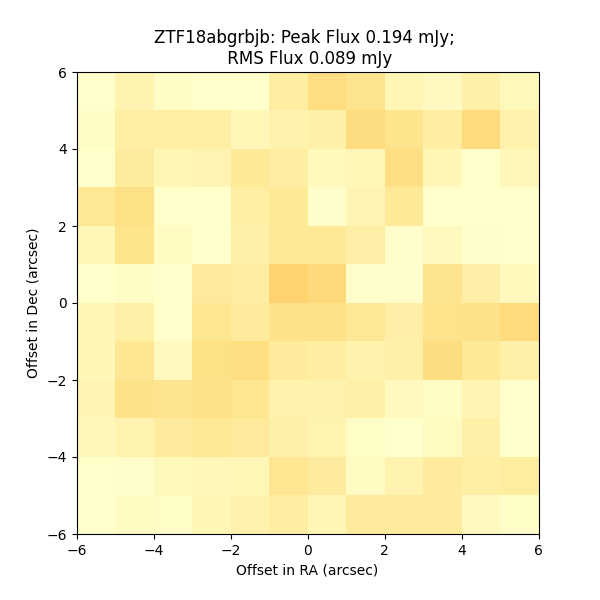 ZTF18abgrbjb: Peak Flux 0.194 mJy;
RMS Flux 0.089 mJy
6
4
2
0
−2
−4
−6
Offset in Dec (arcsec)
−6 −4 −2 0 2 4 6
Offset in RA (arcsec)